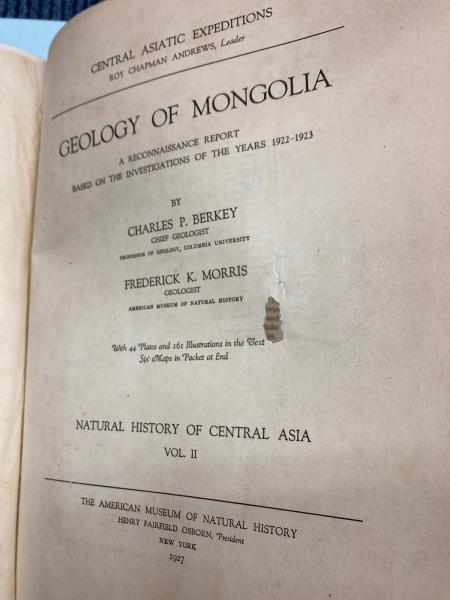 CENTRAL ASIATIC EXPEDITIONS
ROY CHAPMAN ANDREWS, Leader
GEOLOGY OF MONGOLIA
A RECONNAISSANCE REPORT
BASED ON THE INVESTIGATIONS OF THE YEARS 1922-1923
BY
CHARLES P. BERKEY
CHIEF GEOLOGIST
PROFESSOR OF GEOLOGY, COLUMBIA UNIVERSITY
FREDERICK K. MORRIS
GEOLOGIST
AMERICAN MUSEUM OF NATURAL HISTORY
With 44 Plates and 161 Illustrations in the Text
Six Maps in Pocket at End
NATURAL HISTORY OF CENTRAL ASIA
VOL. II
THE AMERICAN MUSEUM OF NATURAL HISTORY
HENRY FAIRFIELD OSBORN, President
NEW YORK
1927